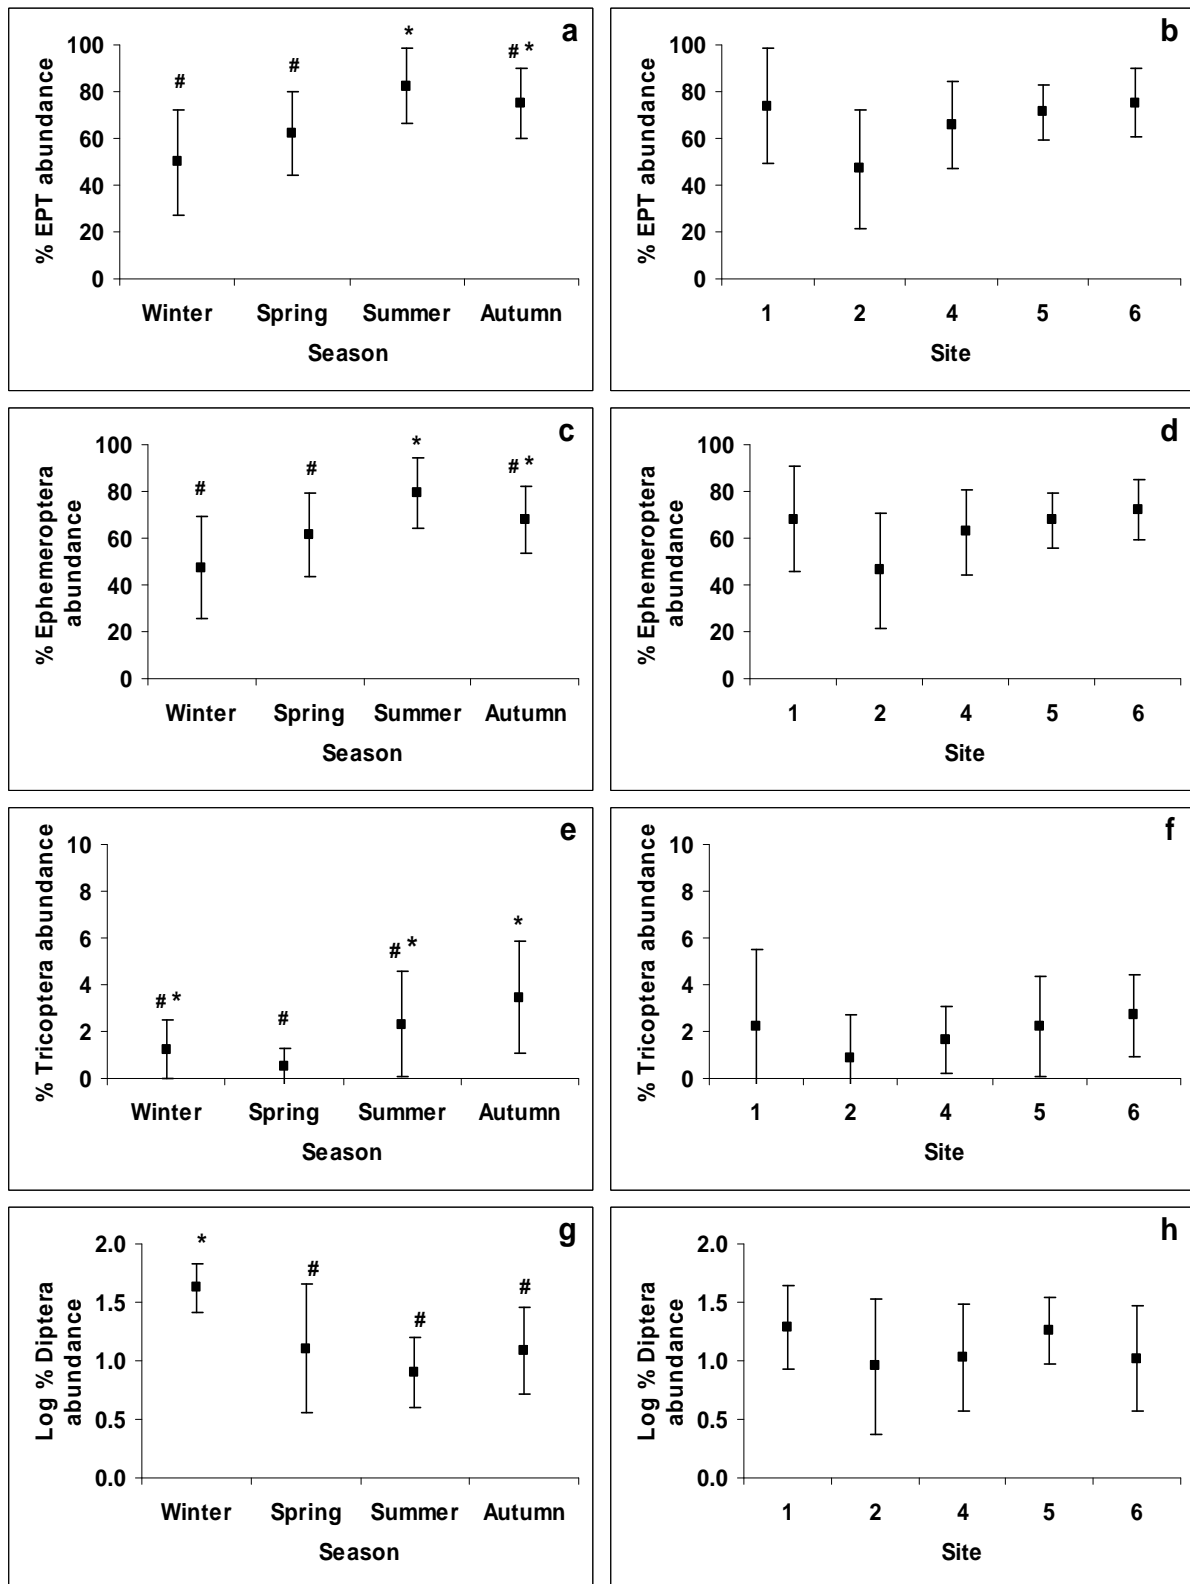 a
% EPT abundance
100
80
60
40
20
0
# # * # *
Winter Spring Summer Autumn
Season
b
% EPT abundance
100
80
60
40
20
0
1 2 4 5 6
Site
c
% Ephemeroptera
abundance
100
80
60
40
20
0
# # * # *
Winter Spring Summer Autumn
Season
d
% Ephemeroptera
abundance
100
80
60
40
20
0
1 2 4 5 6
Site
e
% Tricoptera abundance
10
8
6
4
2
0
# * # # * *
Winter Spring Summer Autumn
Season
f
% Tricoptera abundance
10
8
6
4
2
0
1 2 4 5 6
Site
g
Log % Diptera
abundance
2.0
1.5
1.0
0.5
0.0
* # # #
Winter Spring Summer Autumn
Season
h
Log % Diptera
abundance
2.0
1.5
1.0
0.5
0.0
1 2 4 5 6
Site